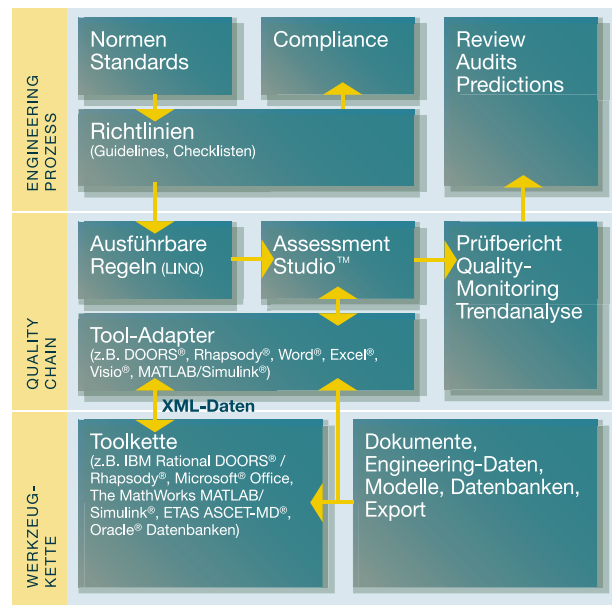 ENGINEERING
PROZESS
Normen
Standards
Compliance
Review
Audits
Predictions
Richtlinien
(Guidelines, Checklisten)
QUALITY
CHAIN
Ausführbare
Regeln (LINQ)
Assessment
Studio™
Prüfbericht
Quality-
Monitoring
Trendanalyse
Tool-Adapter
(z.B. DOORS®, Rhapsody®, Word®, Excel®,
Visio®, MATLAB/Simulink®)
XML-Daten
WERKZEUG-
KETTE
Toolkette
(z.B. IBM Rational DOORS® /
Rhapsody®, Microsoft® Office,
The MathWorks MATLAB/
Simulink®, ETAS ASCET-MD®,
Oracle® Datenbanken)
Dokumente,
Engineering-Daten,
Modelle, Datenbanken,
Export